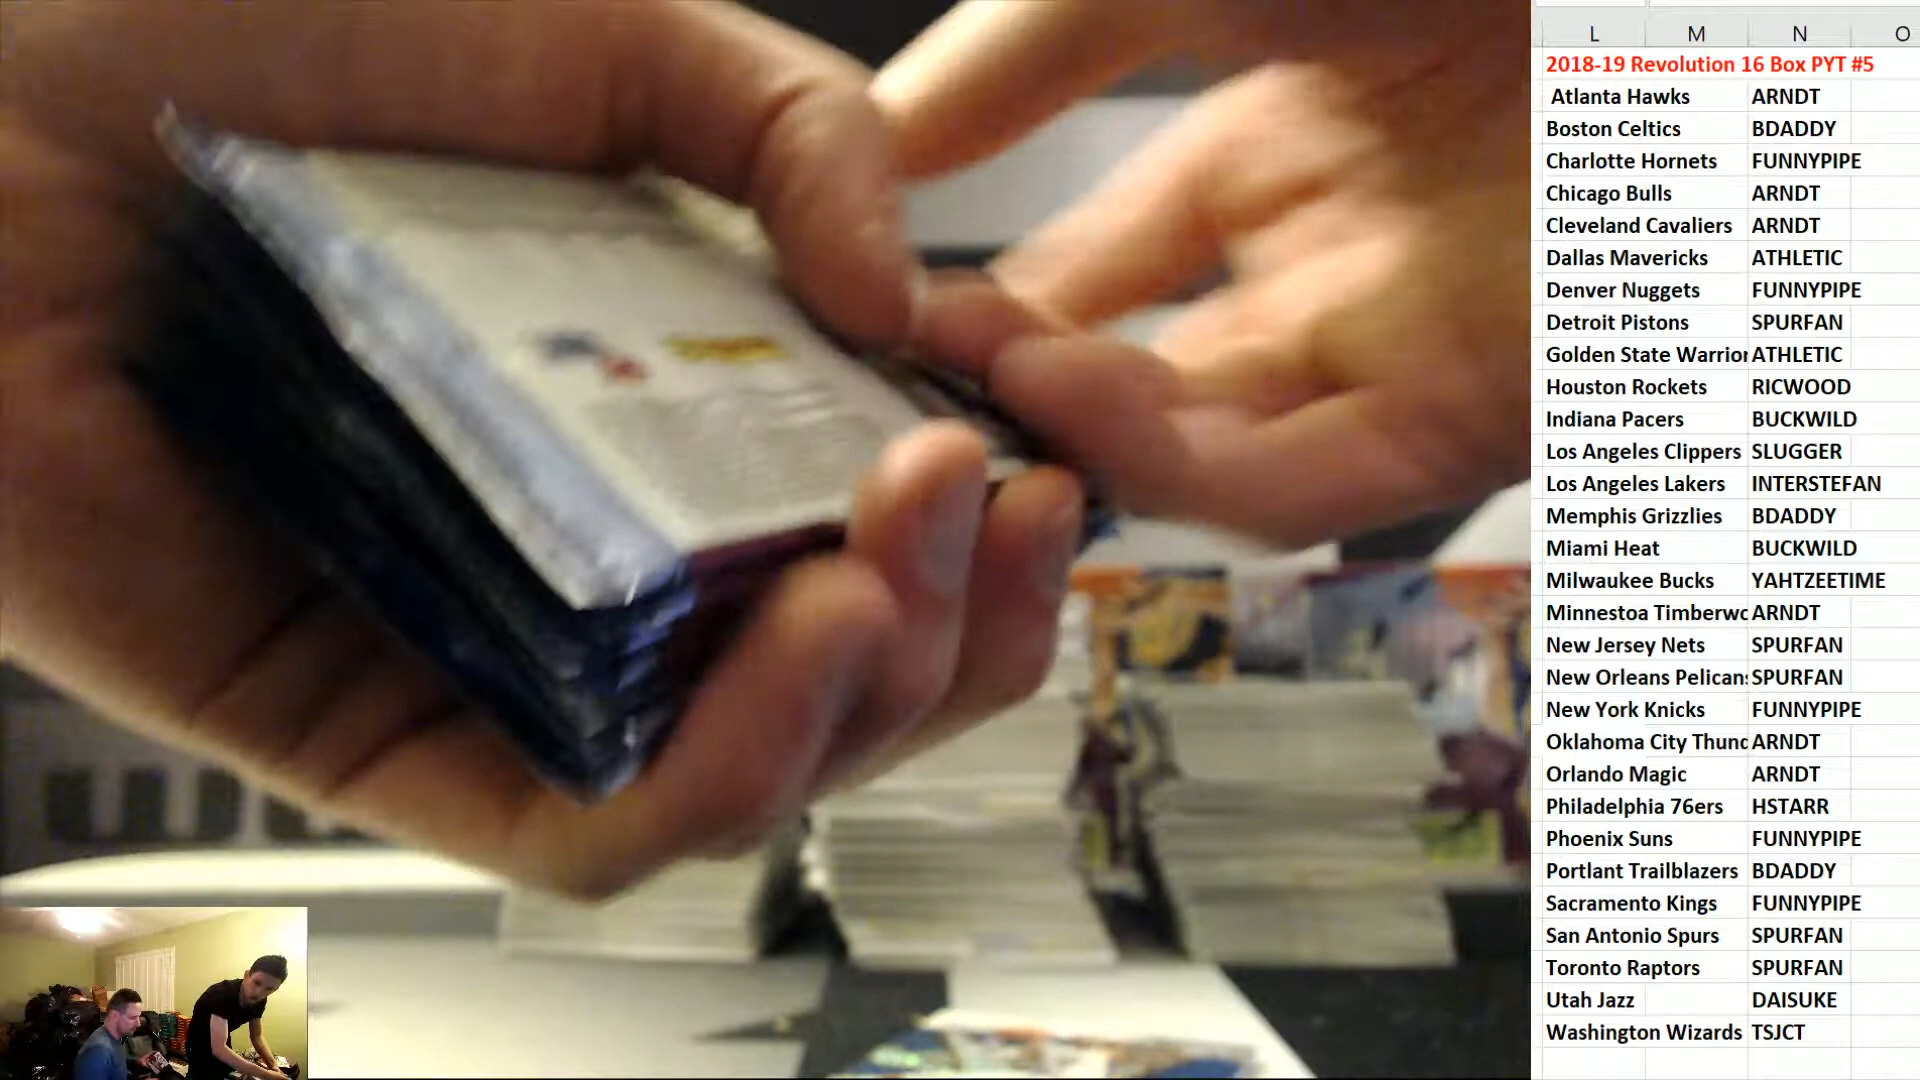 L M N O
2018-19 Revolution 16 Box PYT #5
Atlanta Hawks ARNDT
Boston Celtics BDADDY
Charlotte Hornets FUNNYPIPE
Chicago Bulls ARNDT
Cleveland Cavaliers ARNDT
Dallas Mavericks ATHLETIC
Denver Nuggets FUNNYPIPE
Detroit Pistons SPURFAN
Golden State Warrior ATHLETIC
Houston Rockets RICWOOD
Indiana Pacers BUCKWILD
Los Angeles Clippers SLUGGER
Los Angeles Lakers INTERSTEFAN
Memphis Grizzlies BDADDY
Miami Heat BUCKWILD
Milwaukee Bucks YAHTZEETIME
Minnestoa Timberwo ARNDT
New Jersey Nets SPURFAN
New Orleans Pelicans SPURFAN
New York Knicks FUNNYPIPE
Oklahoma City Thund ARNDT
Orlando Magic ARNDT
Philadelphia 76ers HSTARR
Phoenix Suns FUNNYPIPE
Portlant Trailblazers BDADDY
Sacramento Kings FUNNYPIPE
San Antonio Spurs SPURFAN
Toronto Raptors SPURFAN
Utah Jazz DAISUKE
Washington Wizards TSJCT